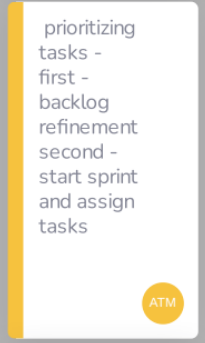 prioritizing
tasks -
first -
backlog
refinement
second -
start sprint
and assign
tasks
ATM